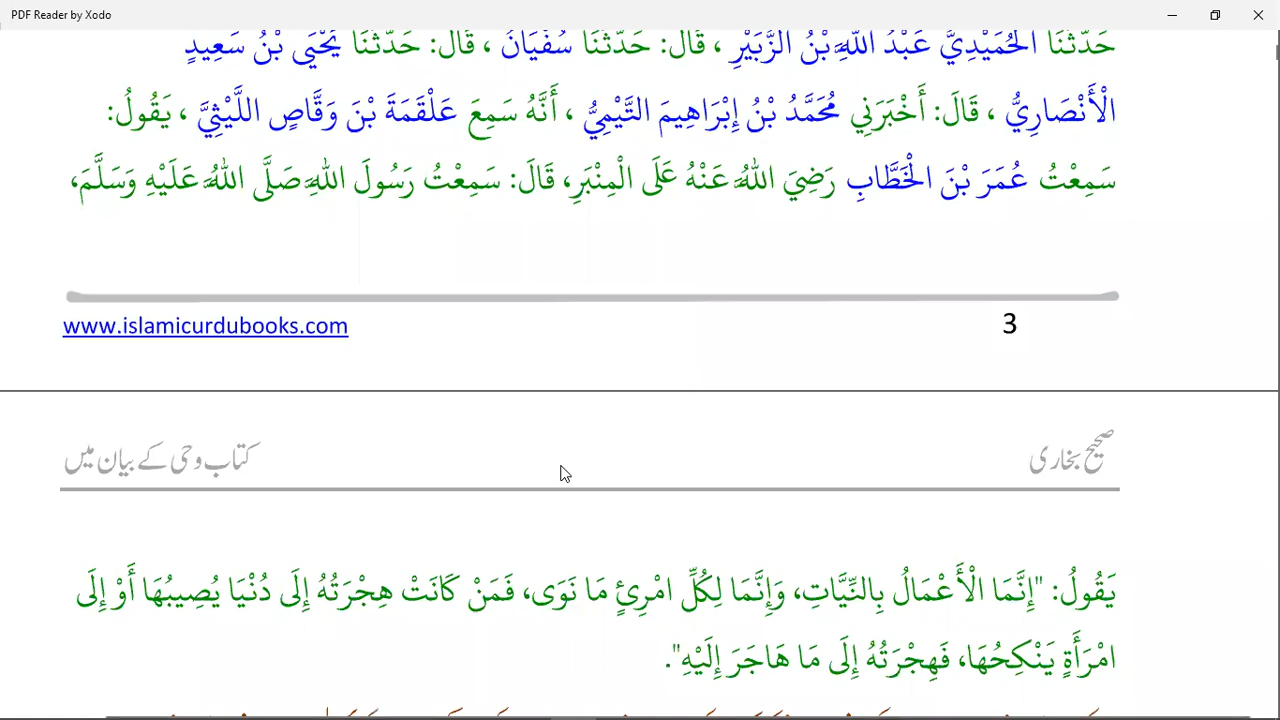 PDF Reader by Xodo
حَدَّثَنَا الْحُمَيْدِيُّ عَبْدُ اللَّهِ بْنُ الزُّبَيْرِ ، قَالَ: حَدَّثَنَا سُفْيَانُ ، قَالَ: حَدَّثَنَا يَحْيَى بْنُ سَعِيدٍ
الْأَنْصَارِيُّ ، قَالَ: أَخْبَرَنِي مُحَمَّدُ بْنُ إِبْرَاهِيمَ التَّيْمِيُّ ، أَنَّهُ سَمِعَ عَلْقَمَةَ بْنَ وَقَّاصٍ اللَّيْثِيَّ ، يَقُولُ:
سَمِعْتُ عُمَرَ بْنَ الْخَطَّابِ رَضِيَ اللَّهُ عَنْهُ عَلَى الْمِنْبَرِ، قَالَ: سَمِعْتُ رَسُولَ اللَّهِ صَلَّى اللَّهُ عَلَيْهِ وَسَلَّمَ،
www.islamicurdubooks.com 3
صحیح بخاری کتاب وحی کے بیان میں
يَقُولُ: "إِنَّمَا الْأَعْمَالُ بِالنِّيَّاتِ، وَإِنَّمَا لِكُلِّ امْرِئٍ مَا نَوَى، فَمَنْ كَانَتْ هِجْرَتُهُ إِلَى دُنْيَا يُصِيبُهَا أَوْ إِلَى
امْرَأَةٍ يَنْكِحُهَا، فَهِجْرَتُهُ إِلَى مَا هَاجَرَ إِلَيْهِ".